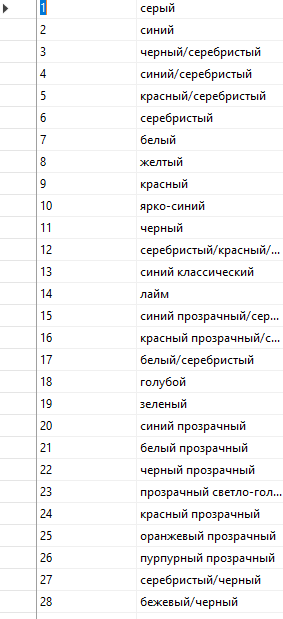 1 серый
2 синий
3 черный/серебристый
4 синий/серебристый
5 красный/серебристый
6 серебристый
7 белый
8 желтый
9 красный
10 ярко-синий
11 черный
12 серебристый/красный/...
13 синий классический
14 лайм
15 синий прозрачный/сер...
16 красный прозрачный/с...
17 белый/серебристый
18 голубой
19 зеленый
20 синий прозрачный
21 белый прозрачный
22 черный прозрачный
23 прозрачный светло-гол...
24 красный прозрачный
25 оранжевый прозрачный
26 пурпурный прозрачный
27 серебристый/черный
28 бежевый/черный